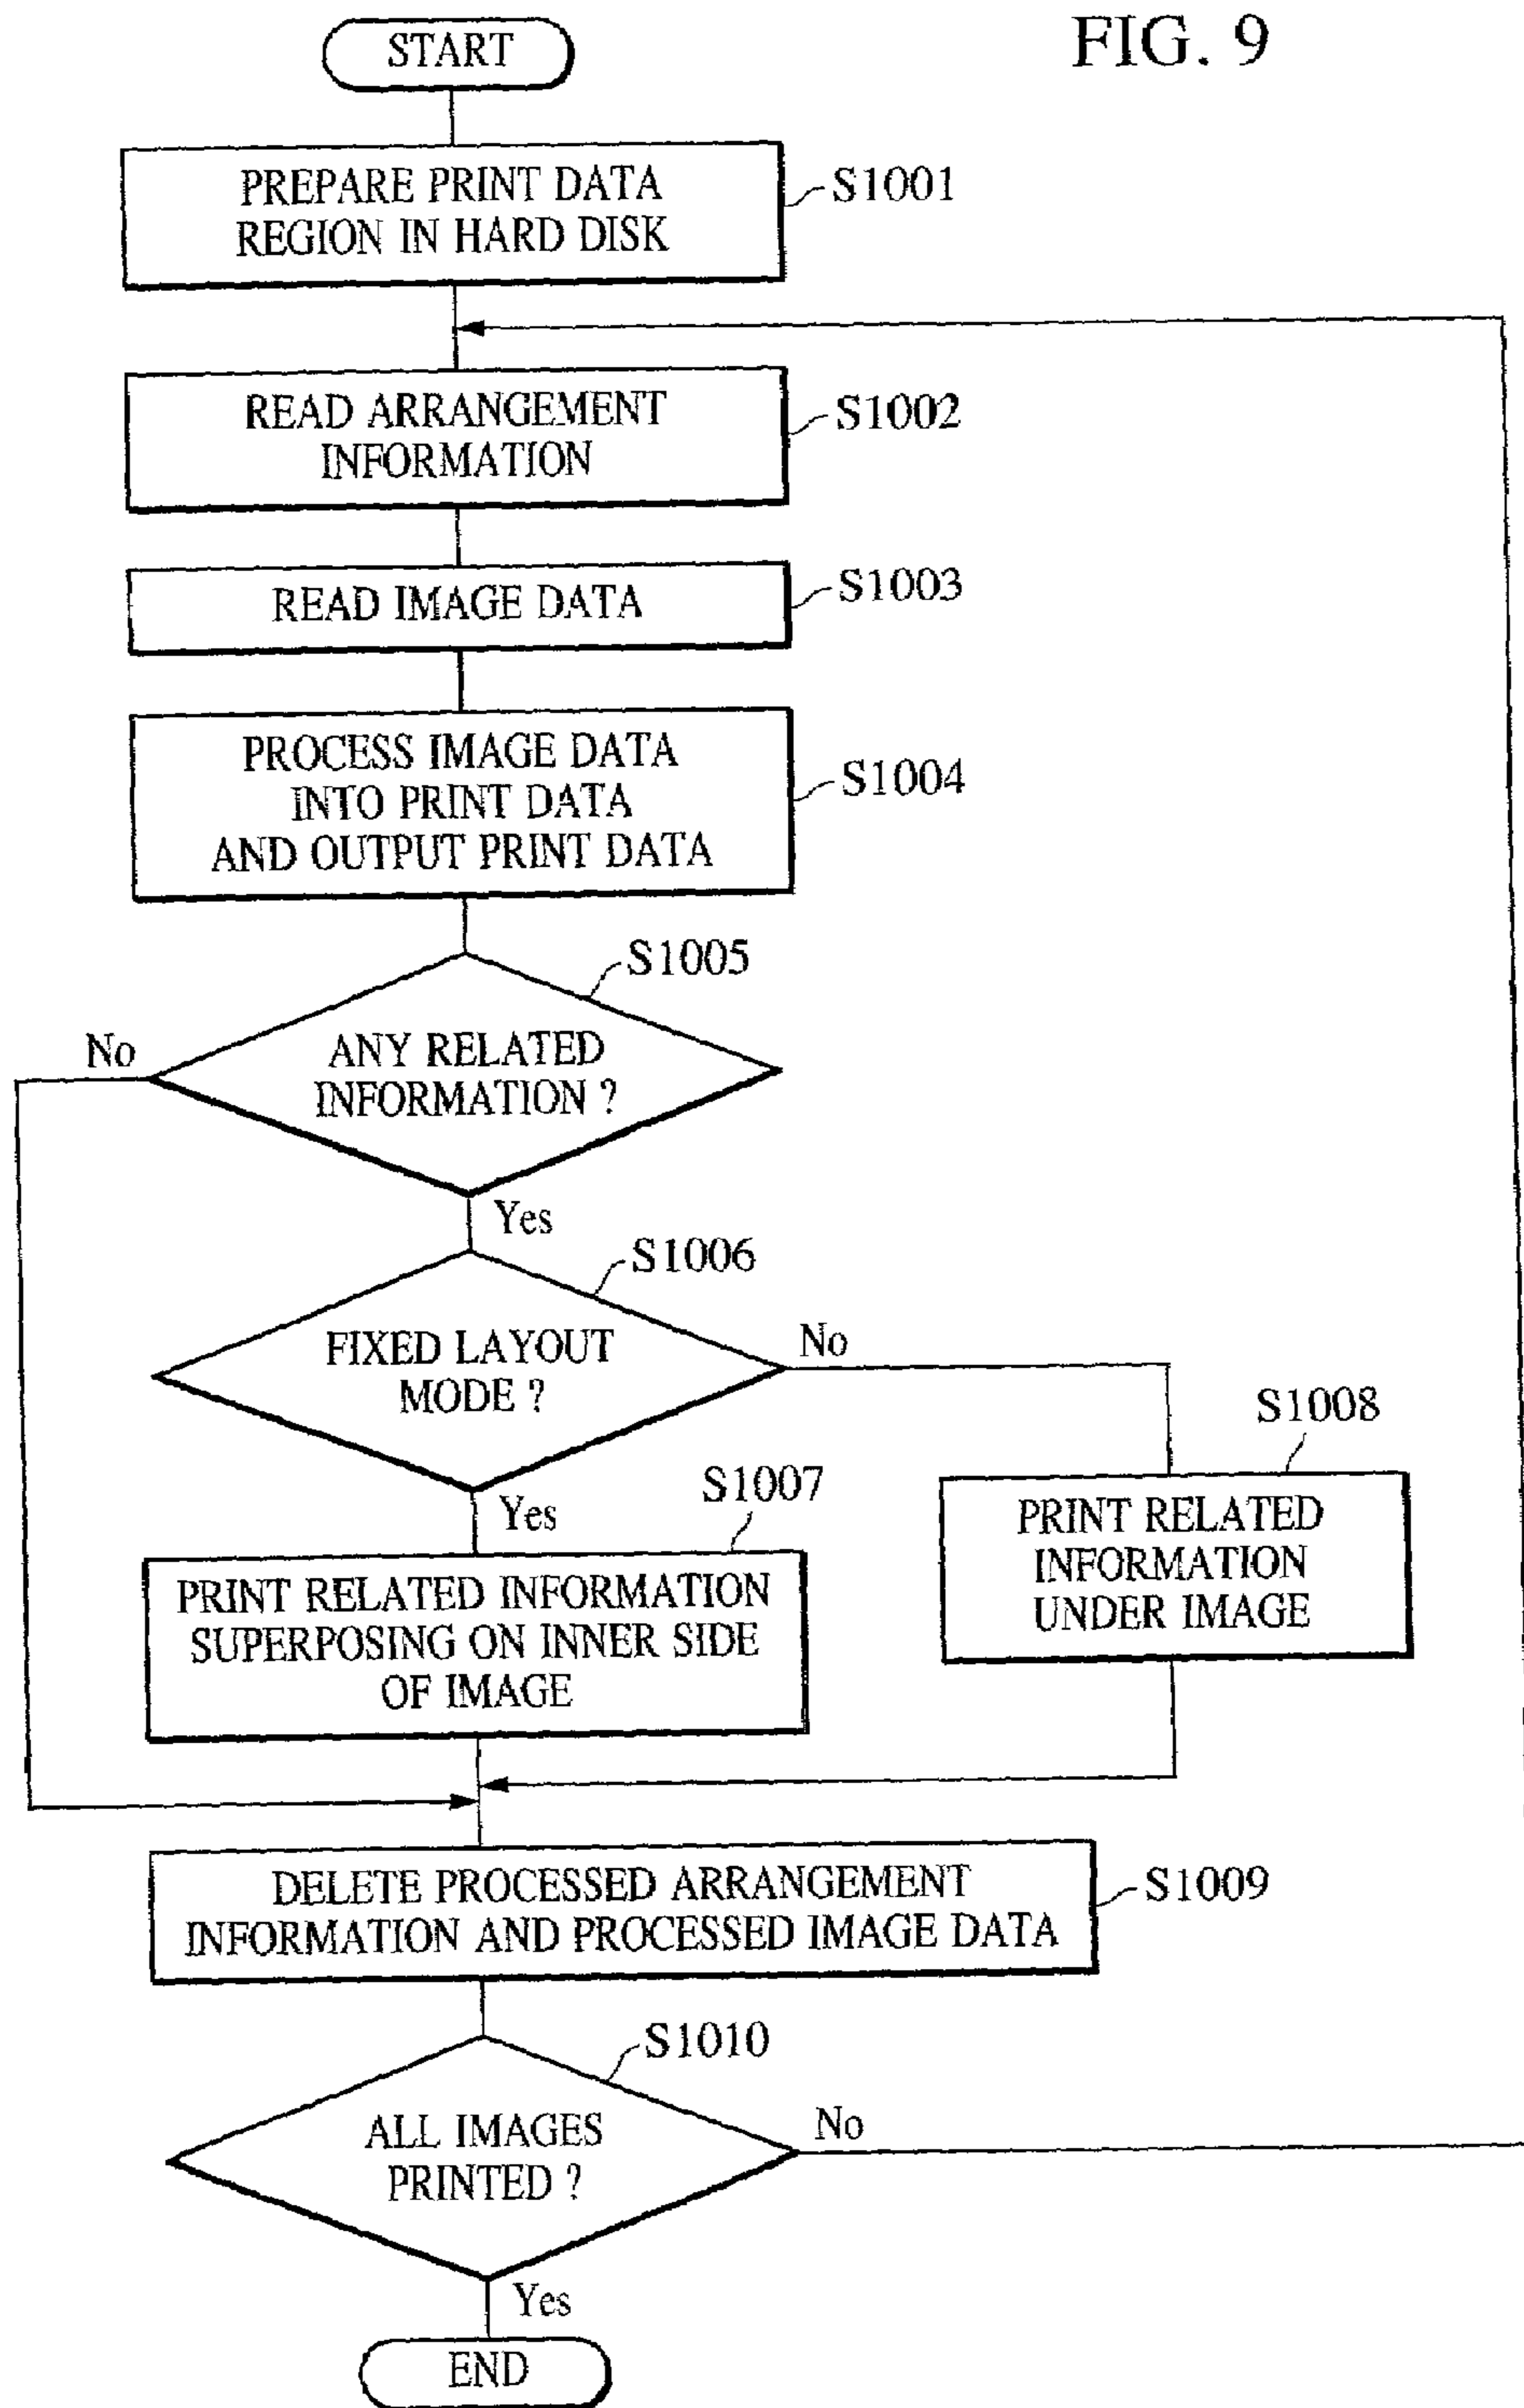 FIG. 9
START
PREPARE PRINT DATA
REGION IN HARD DISK
S1001
READ ARRANGEMENT
INFORMATION
S1002
READ IMAGE DATA
S1003
PROCESS IMAGE DATA
INTO PRINT DATA
AND OUTPUT PRINT DATA
S1004
S1005
No
ANY RELATED
INFORMATION ?
Yes
S1006
FIXED LAYOUT
MODE ?
No
Yes
S1007
PRINT RELATED INFORMATION
SUPERPOSING ON INNER SIDE
OF IMAGE
S1008
PRINT RELATED
INFORMATION
UNDER IMAGE
DELETE PROCESSED ARRANGEMENT
INFORMATION AND PROCESSED IMAGE DATA
S1009
S1010
ALL IMAGES
PRINTED ?
No
Yes
END